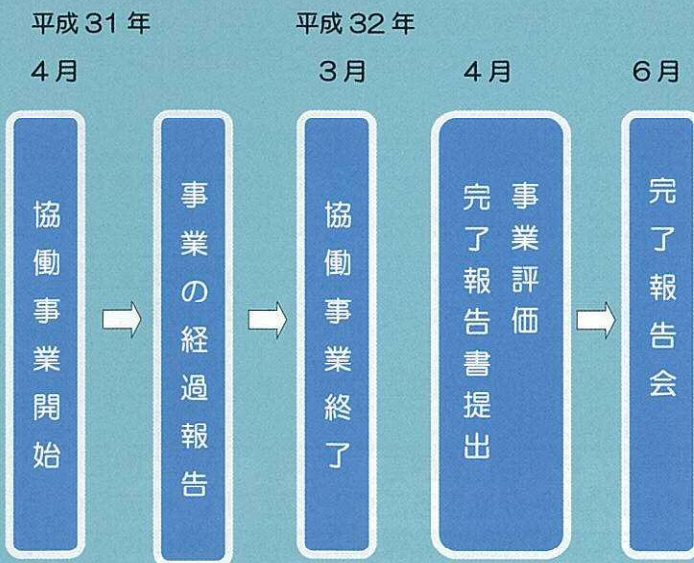 平成31年
平成32年
4月
3月
4月
6月
協働事業開始
事業の経過報告
協働事業終了
事業評価
完了報告書提出
完了報告会